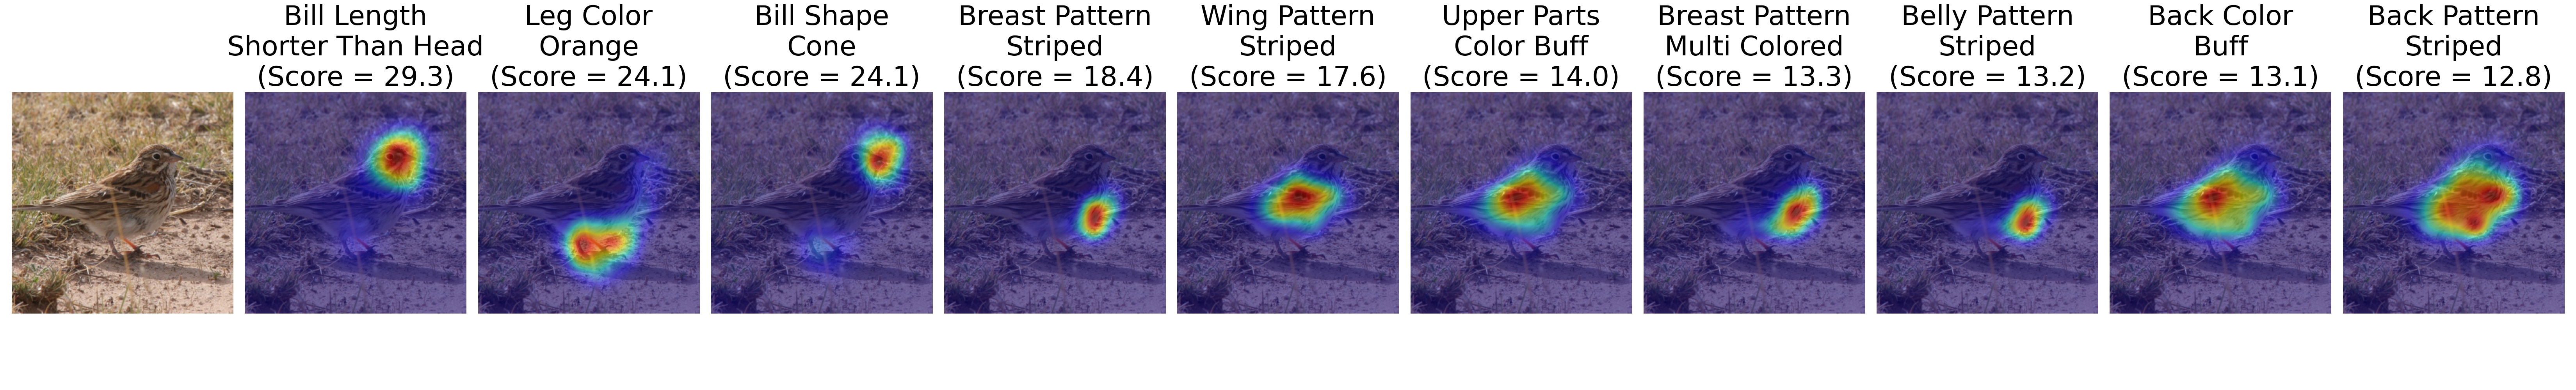 Bill Length
Shorter Than Head
(Score = 29.3)
Leg Color
Orange
(Score = 24.1)
Bill Shape
Cone
(Score = 24.1)
Breast Pattern
Striped
(Score = 18.4)
Wing Pattern
Striped
(Score = 17.6)
Upper Parts
Color Buff
(Score = 14.0)
Breast Pattern
Multi Colored
(Score = 13.3)
Belly Pattern
Striped
(Score = 13.2)
Back Color
Buff
(Score = 13.1)
Back Pattern
Striped
(Score = 12.8)